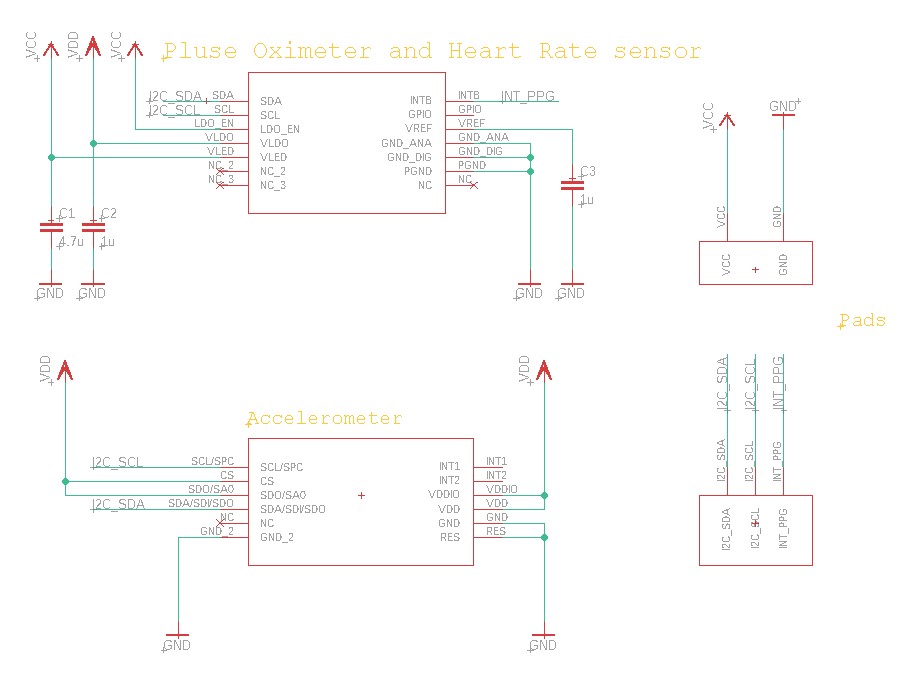 VCC VDD VCC
Pluse Oximeter and Heart Rate sensor
I2C_SDA SDA SDA INTB INTB INT_PPG
I2C_SCL SCL SCL GPIO GPIO
LDO_EN LDO_EN VREF VREF
VLDO VLDO GND_ANA GND_ANA
VLED VLED GND_DIG GND_DIG
NC_2 NC_2 PGND PGND
NC_3 NC_3 NC NC
C1 C2
4.7u 1u
C3
1u
GND GND GND GND
VCC GND
VCC GND
VCC GND
Pads
VDD VDD
Accelerometer
I2C_SCL SCL/SPC SCL/SPC INT1 INT1
CS CS INT2 INT2
SDO/SA0 SDO/SA0 VDDIO VDDIO
I2C_SDA SDA/SDI/SDO SDA/SDI/SDO VDD VDD
NC NC GND GND
GND_2 GND_2 RES RES
GND GND
I2C_SDA I2C_SCL INT_PPG
I2C_SDA I2C_SCL INT_PPG
I2C_SDA I2C_SCL INT_PPG